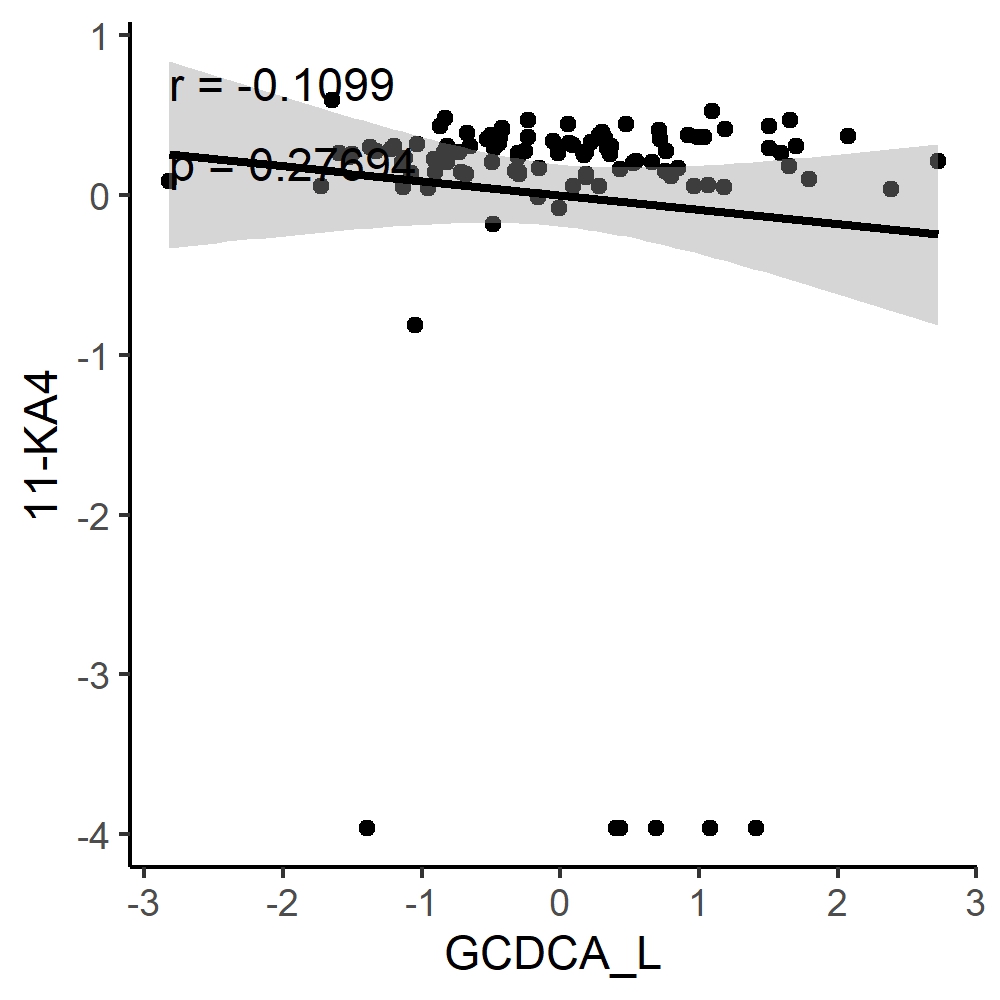 1
r = -0.1099
p = 0.27694
0
-1
11-KA4
-2
-3
-4
-3 -2 -1 0 1 2 3
GCDCA_L